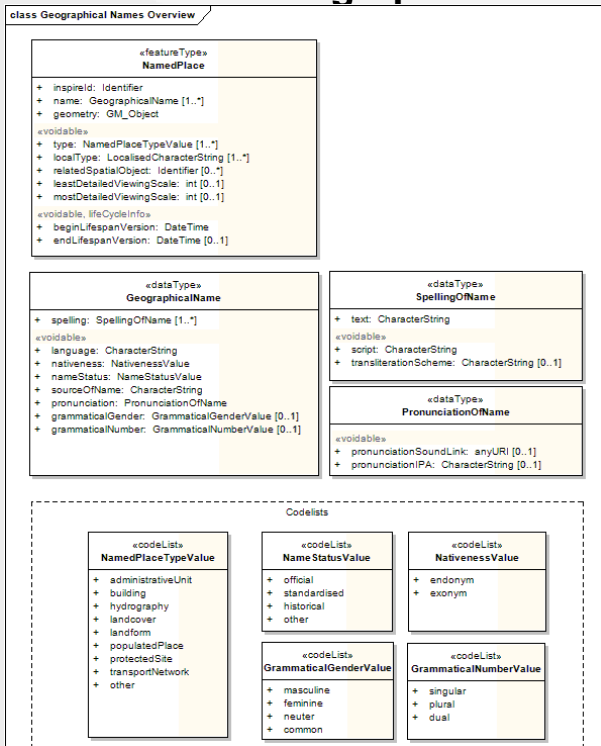 class Geographical Names Overview
«featureType»
NamedPlace
+ inspireId: Identifier
+ name: GeographicalName [1..*]
+ geometry: GM_Object
«voidable»
+ type: NamedPlaceTypeValue [1..*]
+ localType: LocalisedCharacterString [1..*]
+ relatedSpatialObject: Identifier [0..*]
+ leastDetailedViewingScale: int [0..1]
+ mostDetailedViewingScale: int [0..1]
«voidable, lifeCycleInfo»
+ beginLifespanVersion: DateTime
+ endLifespanVersion: DateTime [0..1]
«dataType»
GeographicalName
+ spelling: SpellingOfName [1..*]
«voidable»
+ language: CharacterString
+ nativeness: NativenessValue
+ nameStatus: NameStatusValue
+ sourceOfName: CharacterString
+ pronunciation: PronunciationOfName
+ grammaticalGender: GrammaticalGenderValue [0..1]
+ grammaticalNumber: GrammaticalNumberValue [0..1]
«dataType»
SpellingOfName
+ text: CharacterString
«voidable»
+ script: CharacterString
+ transliterationScheme: CharacterString [0..1]
«dataType»
PronunciationOfName
«voidable»
+ pronunciationSoundLink: anyURI [0..1]
+ pronunciationIPA: CharacterString [0..1]
Codelists
«codeList»
NamedPlaceTypeValue
+ administrativeUnit
+ building
+ hydrography
+ landcover
+ landform
+ populatedPlace
+ protectedSite
+ transportNetwork
+ other
«codeList»
NameStatusValue
+ official
+ standardised
+ historical
+ other
«codeList»
NativenessValue
+ endonym
+ exonym
«codeList»
GrammaticalGenderValue
+ masculine
+ feminine
+ neuter
+ common
«codeList»
GrammaticalNumberValue
+ singular
+ plural
+ dual